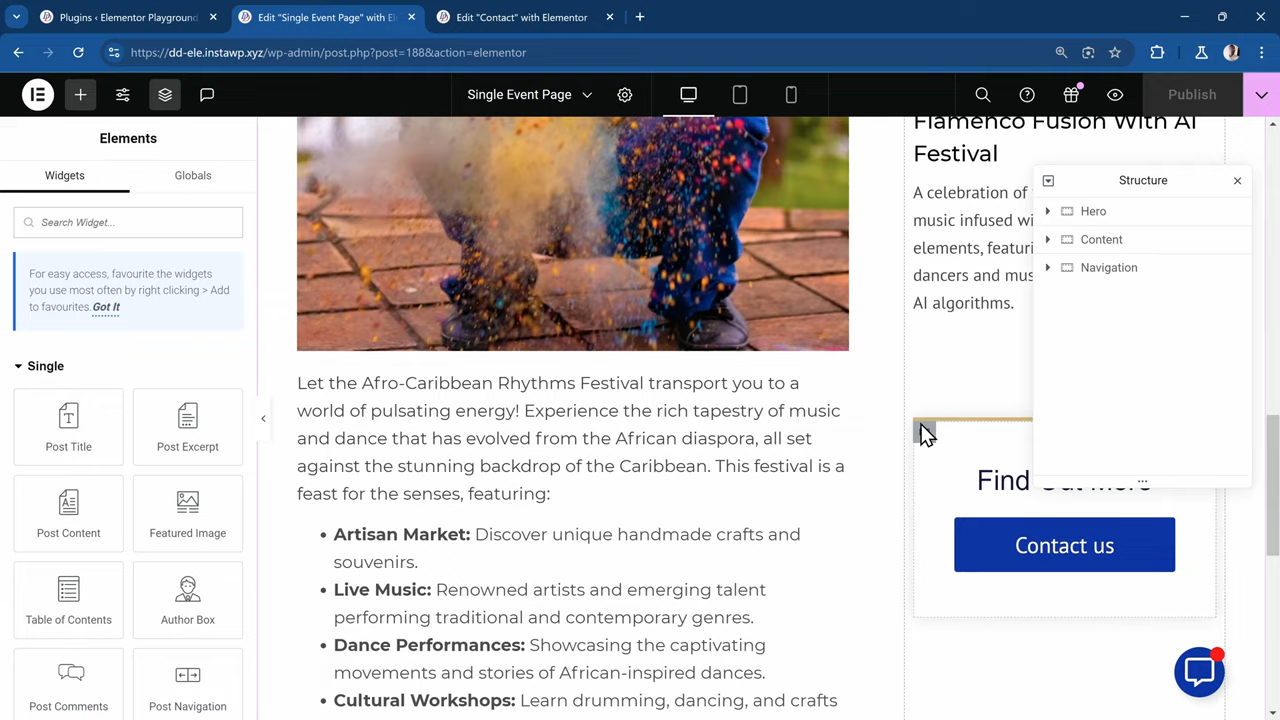 Plugins ‹ Elementor Playground
Edit "Single Event Page" with El
Edit "Contact" with Elementor
https://dd-ele.instawp.xyz/wp-admin/post.php?post=188&action=elementor
Single Event Page
Publish
Elements
Widgets
Globals
Search Widget...
For easy access, favourite the widgets
you use most often by right clicking > Add
to favourites. Got It
Single
Post Title
Post Excerpt
Post Content
Featured Image
Table of Contents
Author Box
Post Comments
Post Navigation
Let the Afro-Caribbean Rhythms Festival transport you to a
world of pulsating energy! Experience the rich tapestry of music
and dance that has evolved from the African diaspora, all set
against the stunning backdrop of the Caribbean. This festival is a
feast for the senses, featuring:
• Artisan Market: Discover unique handmade crafts and
souvenirs.
• Live Music: Renowned artists and emerging talent
performing traditional and contemporary genres.
• Dance Performances: Showcasing the captivating
movements and stories of African-inspired dances.
• Cultural Workshops: Learn drumming, dancing, and crafts
Flamenco Fusion With AI
Festival
A celebration of
music infused wi
elements, featuri
dancers and mus
AI algorithms.
Structure
Hero
Content
Navigation
Find Out More
Contact us